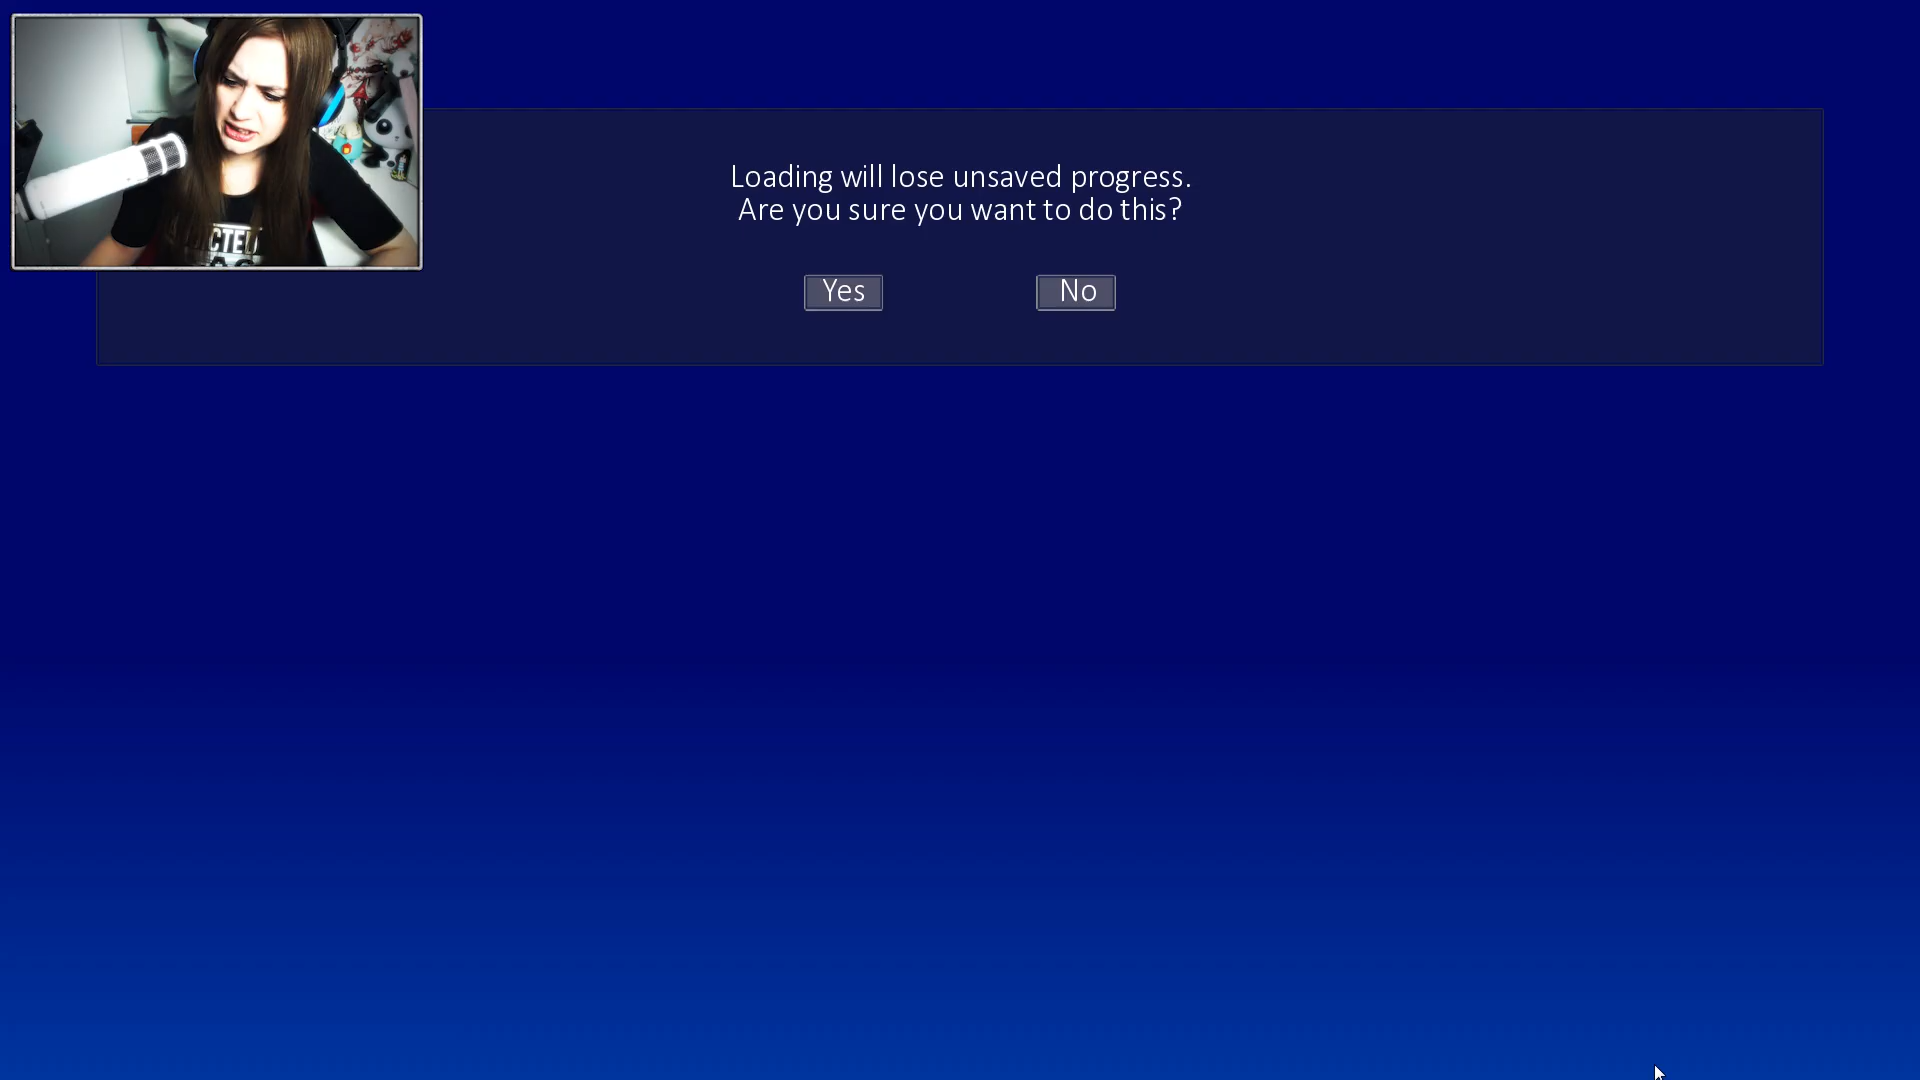 Loading will lose unsaved progress.
Are you sure you want to do this?
Yes No